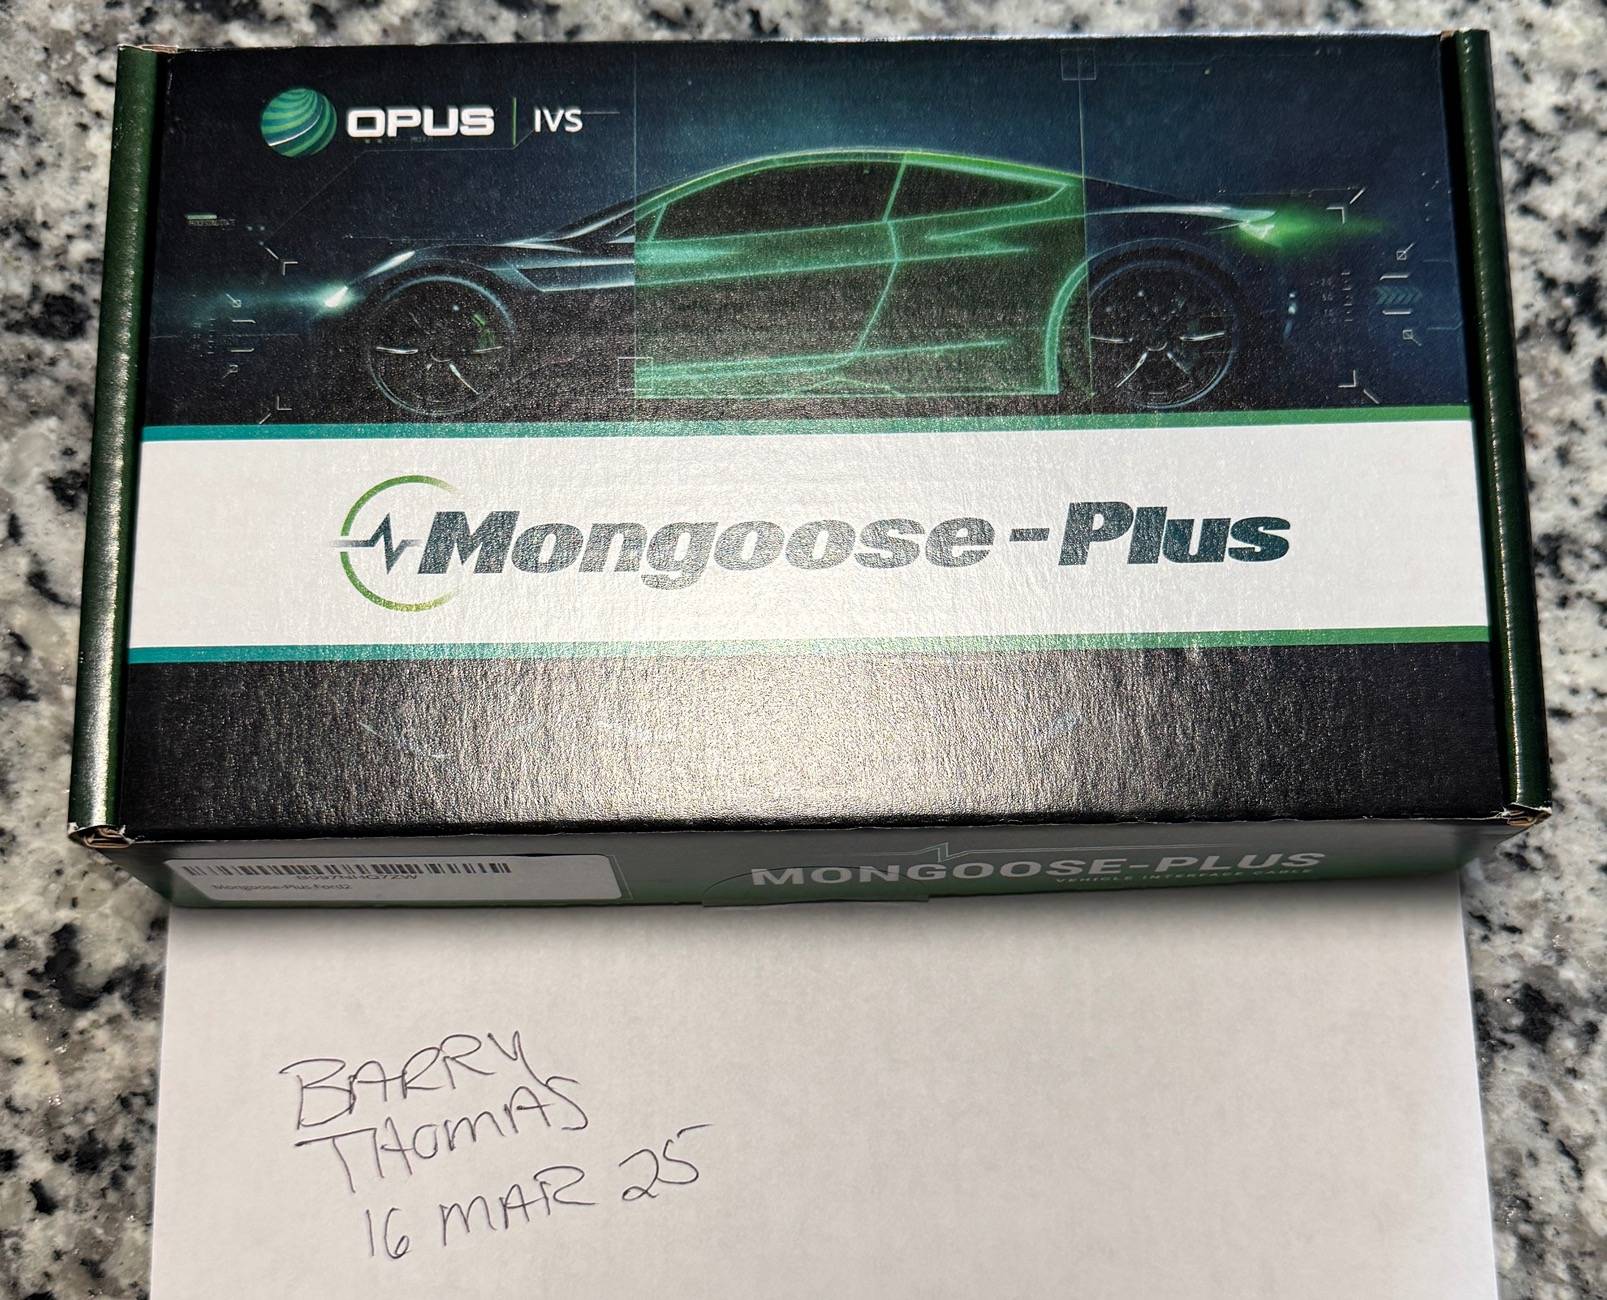 OPUS | IVS
Mongoose-Plus
Mongoose-Plus Ford2
MONGOOSE-PLUS
VEHICLE INTERFACE CABLE
BARRY
THOMAS
16 MAR 25